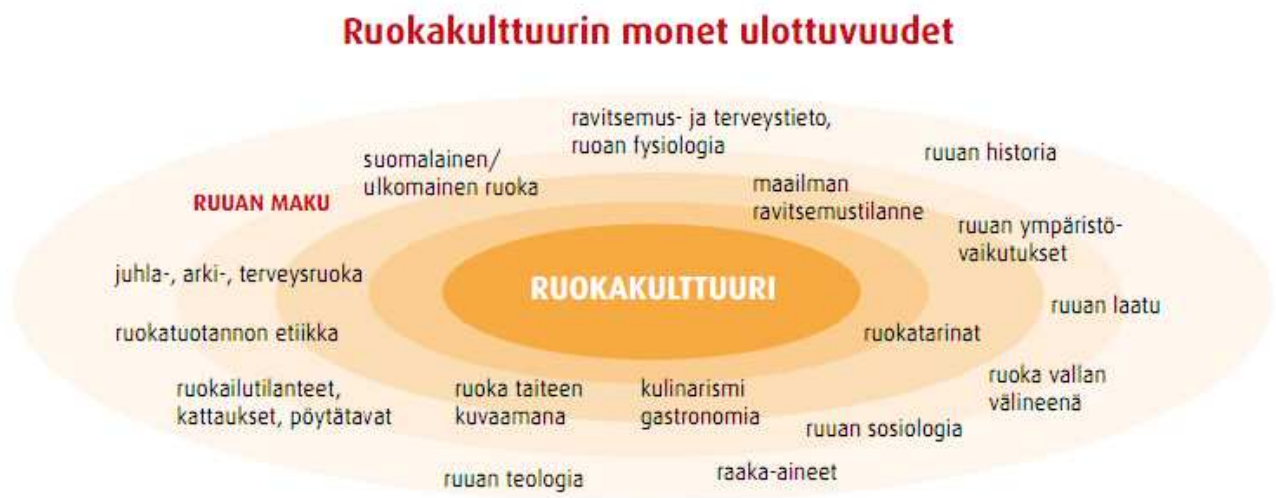 Ruokakulttuurin monet ulottuvuudet
ravitsemus- ja terveystieto,
ruoan fysiologia
ruuan historia
suomalainen/
ulkomainen ruoka
RUUAN MAKU
maailman
ravitsemustilanne
ruuan ympäristö-
vaikutukset
juhla-, arki-, terveysruoka
RUOKAKULTTUURI
ruuan laatu
ruokatuotannon etiikka
ruokatarinat
ruokailutilanteet,
kattaukset, pöytätavat
ruoka taiteen
kuvaamana
kulinarismi
gastronomia
ruoka vallan
välineenä
ruuan sosiologia
ruuan teologia
raaka-aineet